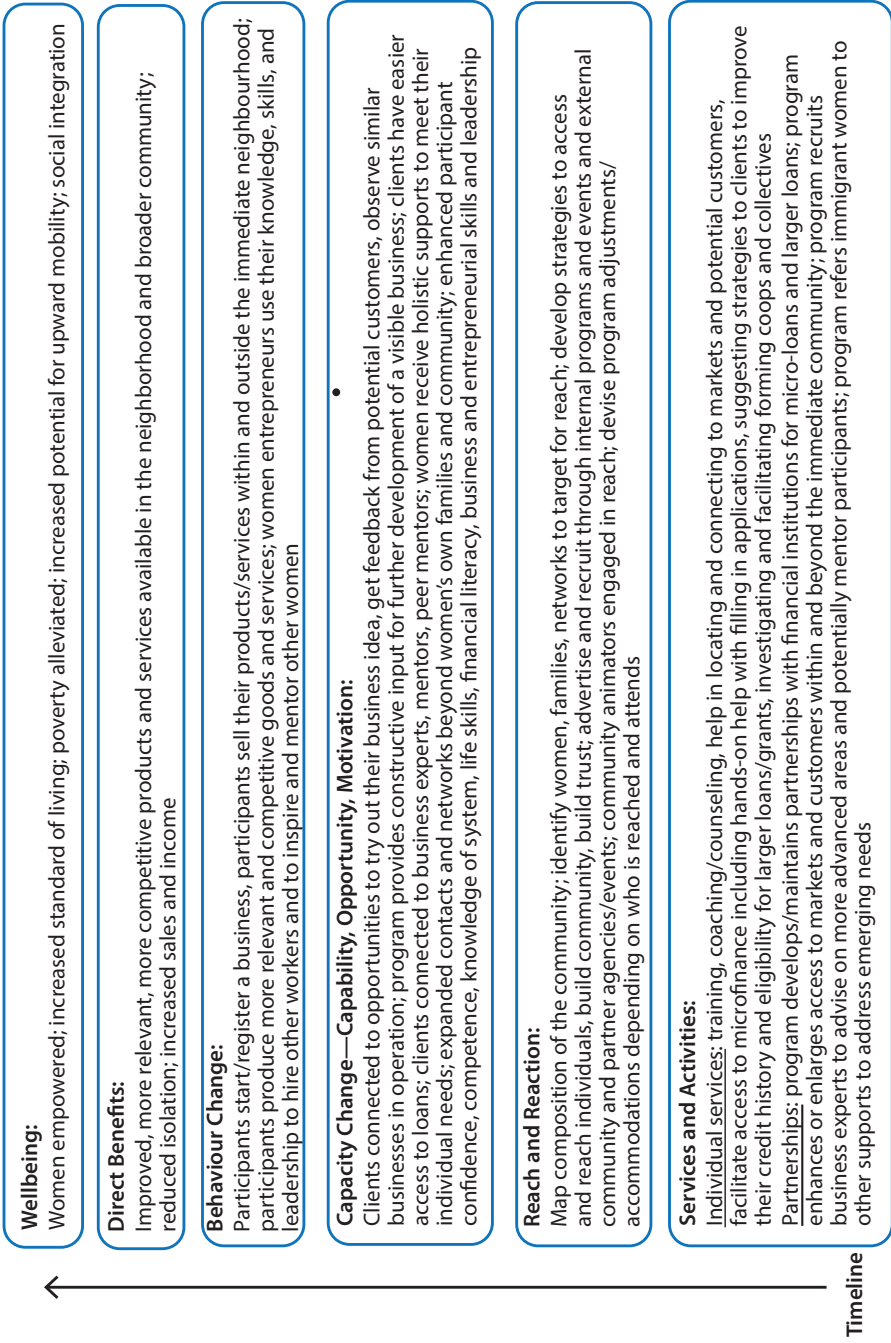 Wellbeing:
Women empowered; increased standard of living; poverty alleviated; increased potential for upward mobility; social integration
Direct Benefits:
Improved, more relevant, more competitive products and services available in the neighborhood and broader community;
reduced isolation; increased sales and income
Behaviour Change:
Participants start/register a business, participants sell their products/services within and outside the immediate neighbourhood;
participants produce more relevant and competitive goods and services; women entrepreneurs use their knowledge, skills, and
leadership to hire other workers and to inspire and mentor other women
•
Capacity Change—Capability, Opportunity, Motivation:
Clients connected to opportunities to try out their business idea, get feedback from potential customers, observe similar
businesses in operation; program provides constructive input for further development of a visible business; clients have easier
access to loans; clients connected to business experts, mentors, peer mentors; women receive holistic supports to meet their
individual needs; expanded contacts and networks beyond women's own families and community; enhanced participant
confidence, competence, knowledge of system, life skills, financial literacy, business and entrepreneurial skills and leadership
Reach and Reaction:
Map composition of the community; identify women, families, networks to target for reach; develop strategies to access
and reach individuals, build community, build trust; advertise and recruit through internal programs and events and external
community and partner agencies/events; community animators engaged in reach; devise program adjustments/
accommodations depending on who is reached and attends
Services and Activities:
Individual services: training, coaching/counseling, help in locating and connecting to markets and potential customers,
facilitate access to microfinance including hands-on help with filling in applications, suggesting strategies to clients to improve
their credit history and eligibility for larger loans/grants, investigating and facilitating forming coops and collectives
Partnerships: program develops/maintains partnerships with financial institutions for micro-loans and larger loans; program
enhances or enlarges access to markets and customers within and beyond the immediate community; program recruits
business experts to advise on more advanced areas and potentially mentor participants; program refers immigrant women to
other supports to address emerging needs
Timeline